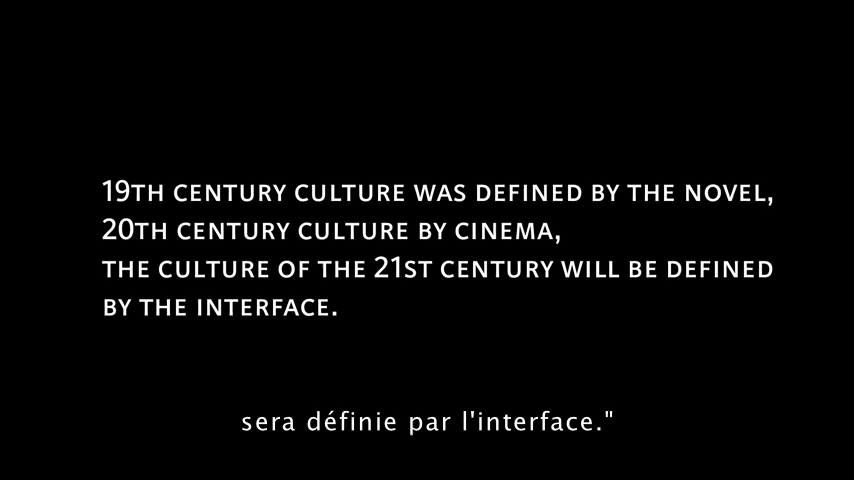 19TH CENTURY CULTURE WAS DEFINED BY THE NOVEL,
20TH CENTURY CULTURE BY CINEMA,
THE CULTURE OF THE 21ST CENTURY WILL BE DEFINED
BY THE INTERFACE.
sera définie par l'interface."